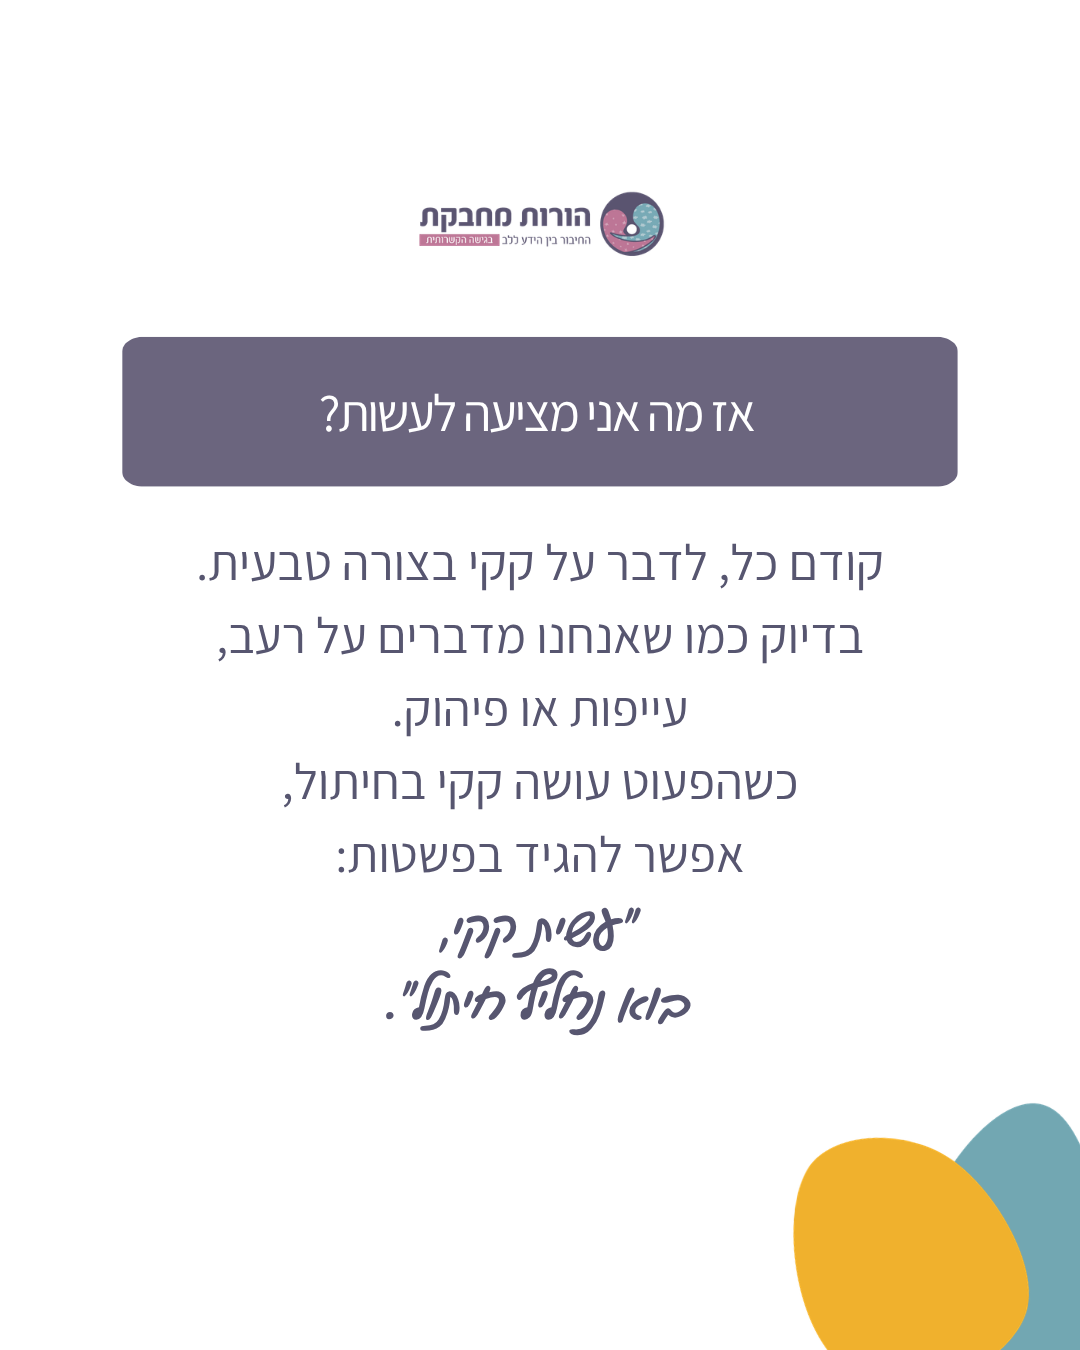 הורות מחבקת
החיבור בין הידע ללב בגישה הקשרותית
אז מה אני מציעה לעשות?
קודם כל, לדבר על קקי בצורה טבעית.
בדיוק כמו שאנחנו מדברים על רעב,
עייפות או פיהוק.
כשהפעוט עושה קקי בחיתול,
אפשר להגיד בפשטות:
"עשית קקי,
בוא נחליף חיתול".